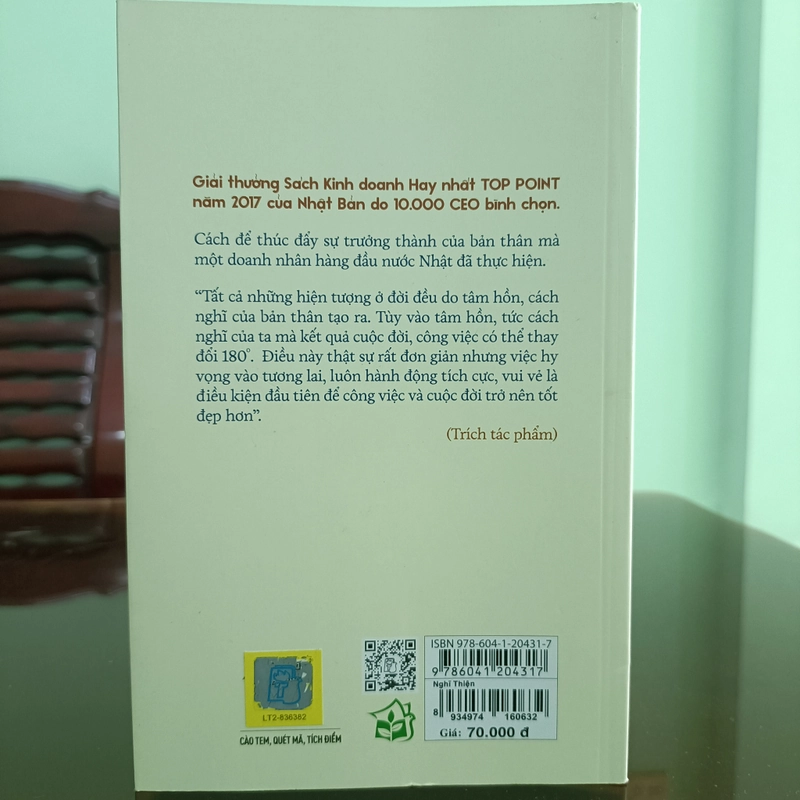 Giải thưởng Sách Kinh doanh Hay nhất TOP POINT
năm 2017 của Nhật Bản do 10.000 CEO bình chọn.
Cách để thúc đẩy sự trưởng thành của bản thân mà
một doanh nhân hàng đầu nước Nhật đã thực hiện.
“Tất cả những hiện tượng ở đời đều do tâm hồn, cách
nghĩ của bản thân tạo ra. Tùy vào tâm hồn, tức cách
nghĩ của ta mà kết quả cuộc đời, công việc có thể thay
đổi 180°. Điều này thật sự rất đơn giản nhưng việc hy
vọng vào tương lai, luôn hành động tích cực, vui vẻ là
điều kiện đầu tiên để công việc và cuộc đời trở nên tốt
đẹp hơn”.
(Trích tác phẩm)
LT2-836382
CÀO TEM, QUÉT MÃ, TÍCH ĐIỂM
ISBN 978-604-1-20431-7
9 786041 204317
Nghĩ Thiện
8 934974 160632
Giá: 70.000 đ